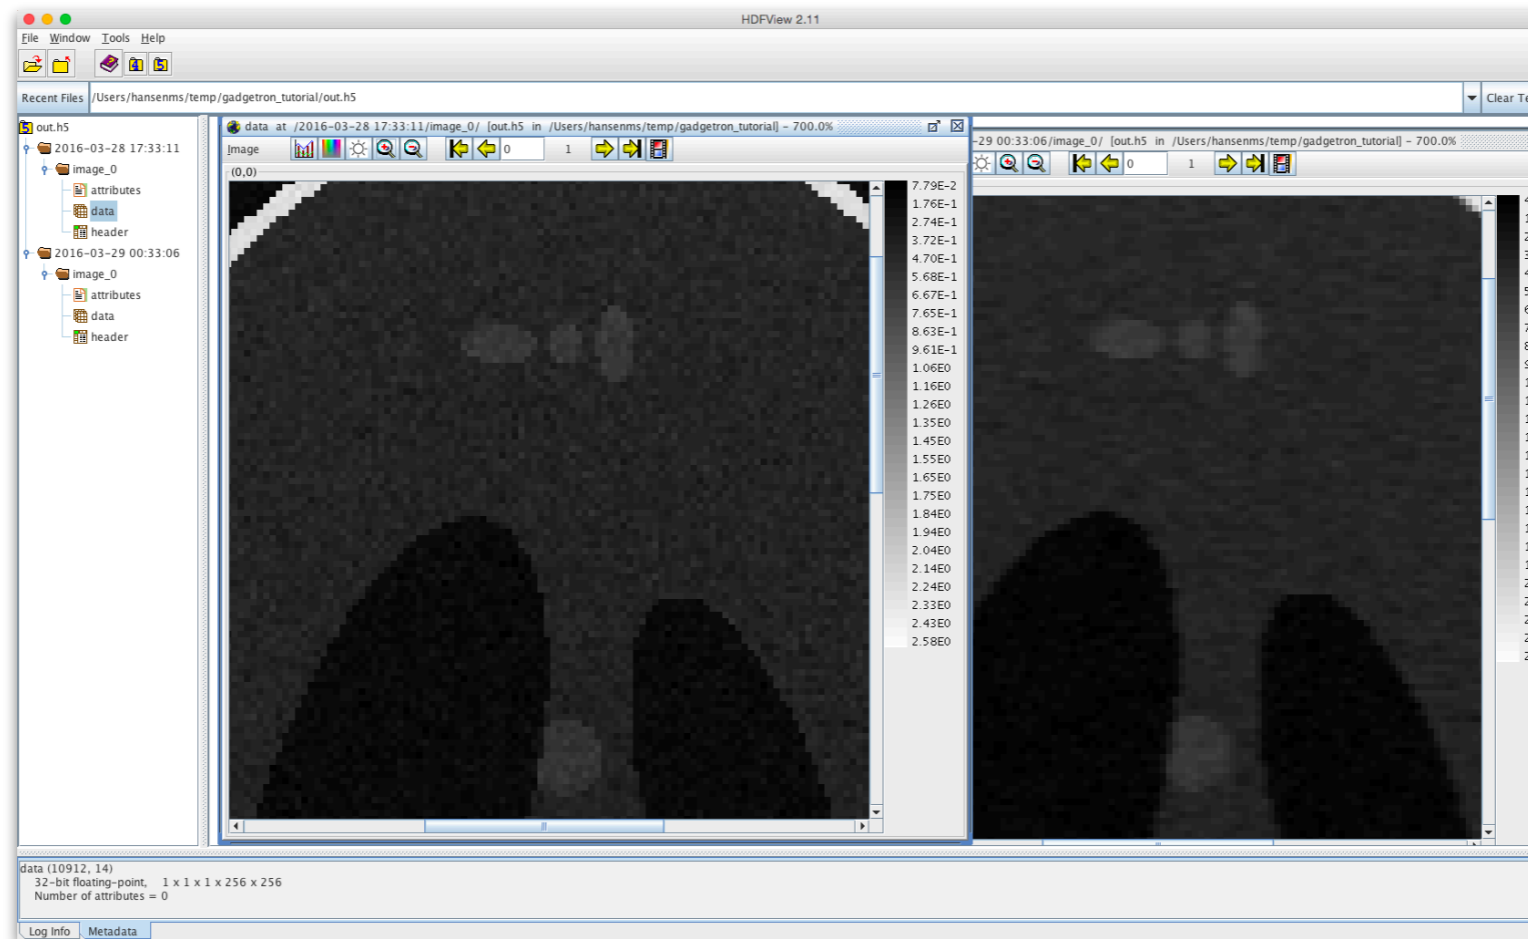 HDFView 2.11
File Window Tools Help
Recent Files /Users/hansenms/temp/gadgetron_tutorial/out.h5 Clear Te
out.h5
2016-03-28 17:33:11
image_0
attributes
data
header
2016-03-29 00:33:06
image_0
attributes
data
header
data at /2016-03-28 17:33:11/image_0/ [out.h5 in /Users/hansenms/temp/gadgetron_tutorial] - 700.0%
Image 0 1
(0,0)
7.79E-2
1.76E-1
2.74E-1
3.72E-1
4.70E-1
5.68E-1
6.67E-1
7.65E-1
8.63E-1
9.61E-1
1.06E0
1.16E0
1.26E0
1.35E0
1.45E0
1.55E0
1.65E0
1.75E0
1.84E0
1.94E0
2.04E0
2.14E0
2.24E0
2.33E0
2.43E0
2.58E0
-29 00:33:06/image_0/ [out.h5 in /Users/hansenms/temp/gadgetron_tutorial] - 700.0%
0 1
data (10912, 14)
32-bit floating-point, 1 x 1 x 1 x 256 x 256
Number of attributes = 0
Log Info Metadata